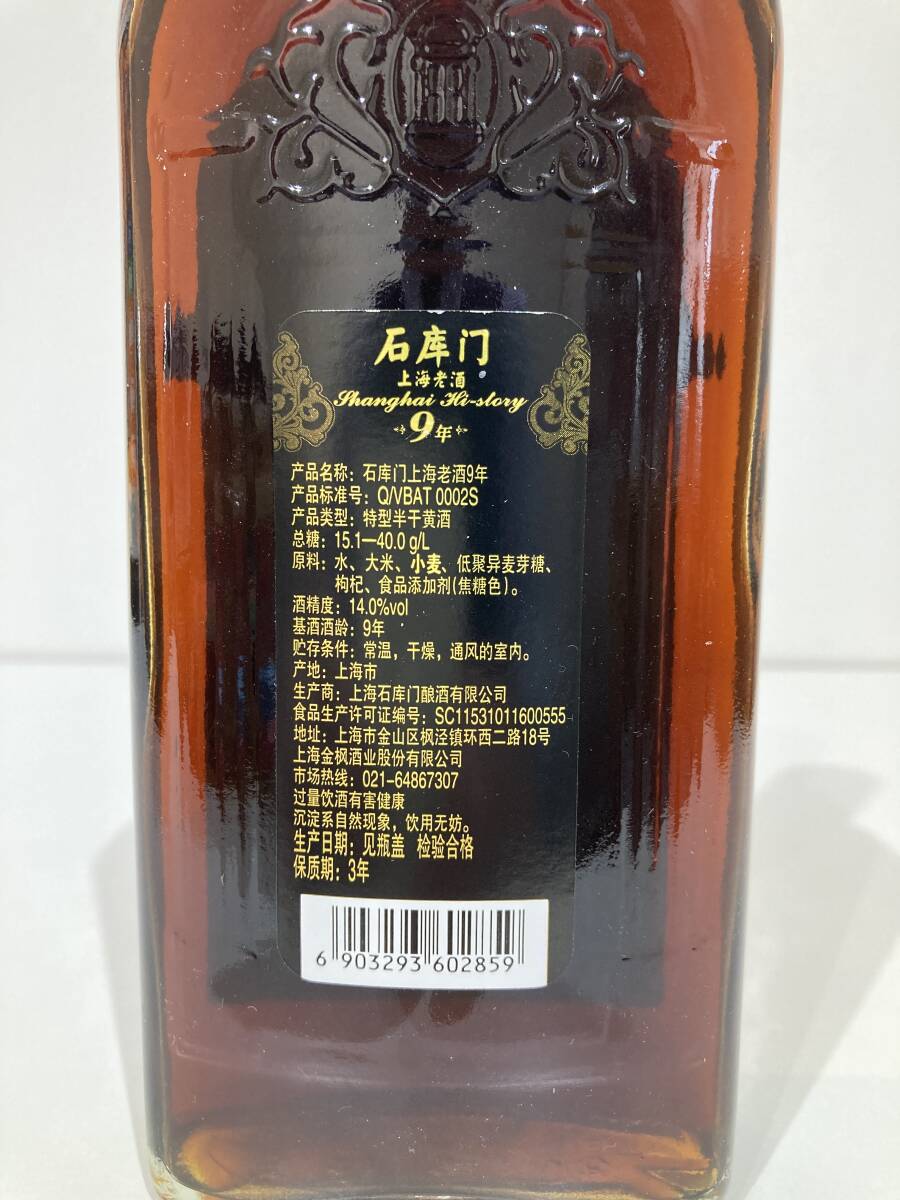 石库门
上海老酒
Shanghai Hi-story
9年
产品名称：石库门上海老酒9年
产品标准号：Q/VBAT 0002S
产品类型：特型半干黄酒
总糖：15.1—40.0 g/L
原料：水、大米、小麦、低聚异麦芽糖、
枸杞、食品添加剂(焦糖色)。
酒精度：14.0%vol
基酒酒龄：9年
贮存条件：常温，干燥，通风的室内。
产地：上海市
生产商：上海石库门酿酒有限公司
食品生产许可证编号：SC11531011600555
地址：上海市金山区枫泾镇环西二路18号
上海金枫酒业股份有限公司
市场热线：021-64867307
过量饮酒有害健康
沉淀系自然现象，饮用无妨。
生产日期：见瓶盖 检验合格
保质期：3年
6 903293 602859